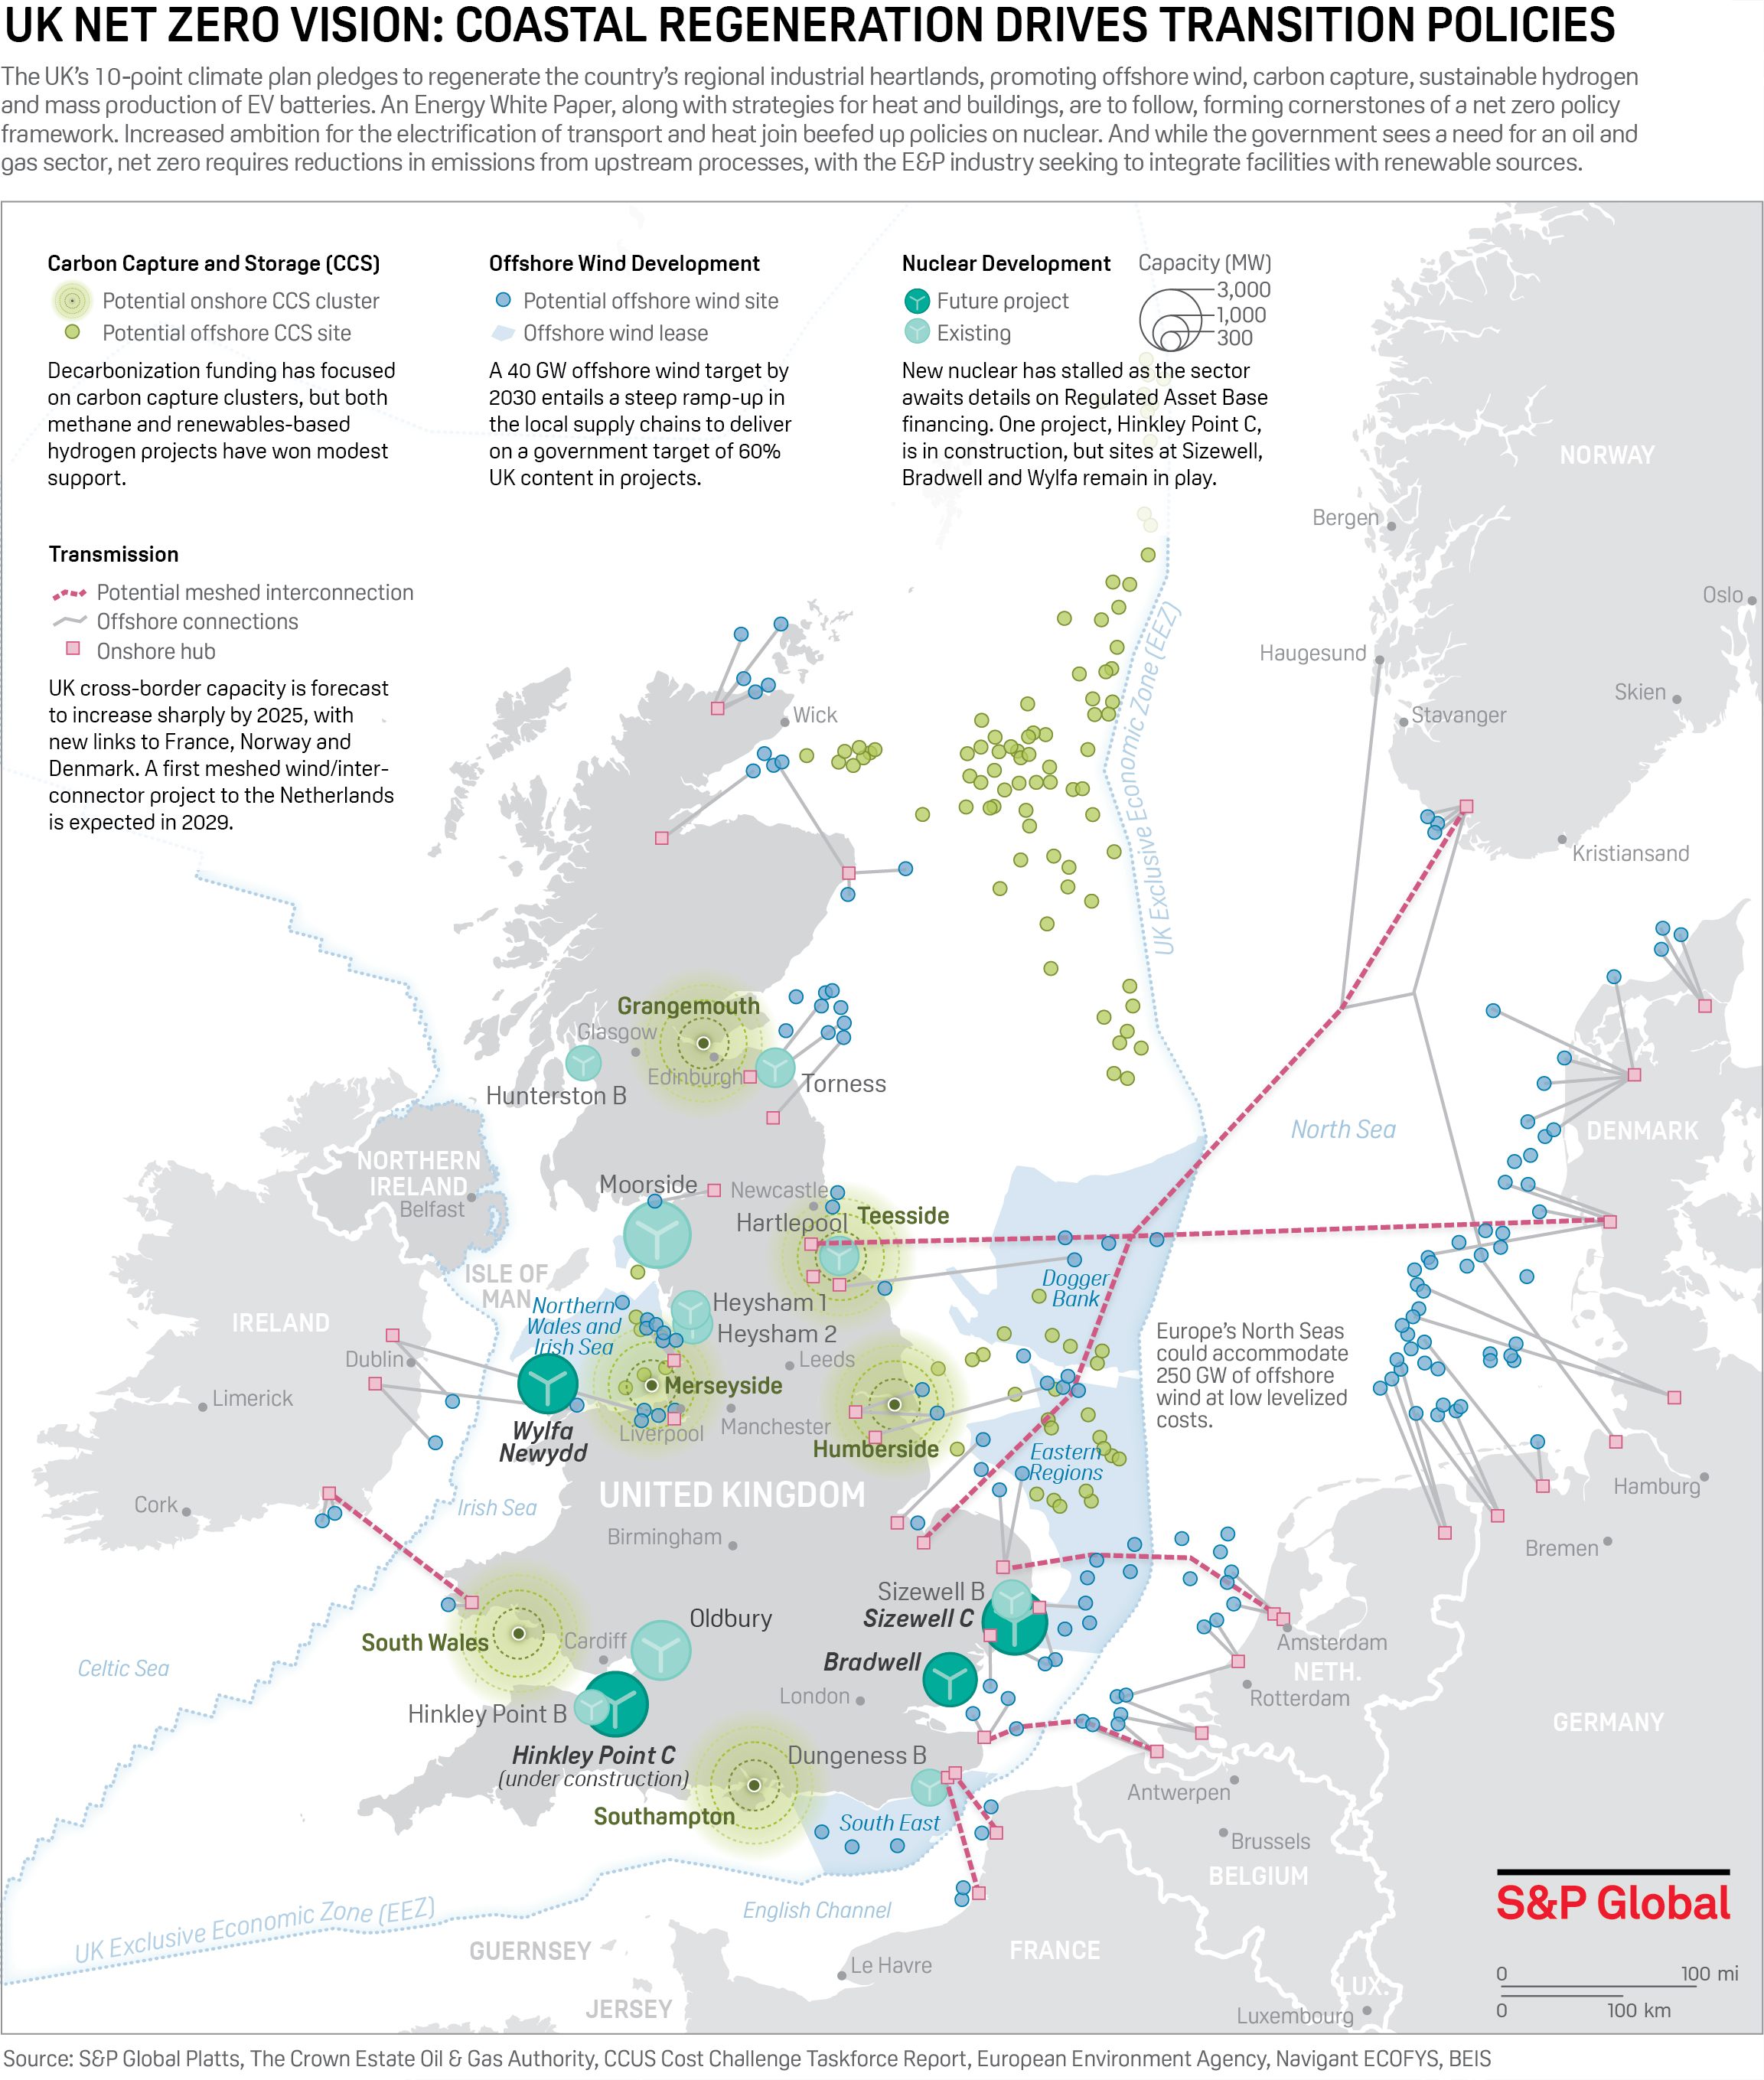 UK NET ZERO VISION: COASTAL REGENERATION DRIVES TRANSITION POLICIES
The UK's 10-point climate plan pledges to regenerate the country's regional industrial heartlands, promoting offshore wind, carbon capture, sustainable hydrogen
and mass production of EV batteries. An Energy White Paper, along with strategies for heat and buildings, are to follow, forming cornerstones of a net zero policy
framework. Increased ambition for the electrification of transport and heat join beefed up policies on nuclear. And while the government sees a need for an oil and
gas sector, net zero requires reductions in emissions from upstream processes, with the E&P industry seeking to integrate facilities with renewable sources.
Carbon Capture and Storage (CCS)
Potential onshore CCS cluster
Potential offshore CCS site
Decarbonization funding has focused
on carbon capture clusters, but both
methane and renewables-based
hydrogen projects have won modest
support.
Offshore Wind Development
Potential offshore wind site
Offshore wind lease
A 40 GW offshore wind target by
2030 entails a steep ramp-up in
the local supply chains to deliver
on a government target of 60%
UK content in projects.
Nuclear Development
Future project
Existing
Capacity (MW)
3,000
1,000
300
New nuclear has stalled as the sector
awaits details on Regulated Asset Base
financing. One project, Hinkley Point C,
is in construction, but sites at Sizewell,
Bradwell and Wylfa remain in play.
Transmission
Potential meshed interconnection
Offshore connections
Onshore hub
UK cross-border capacity is forecast
to increase sharply by 2025, with
new links to France, Norway and
Denmark. A first meshed wind/inter-
connector project to the Netherlands
is expected in 2029.
NORWAY
Bergen
Oslo
Haugesund
Skien
Stavanger
Kristiansand
Wick
UK Exclusive Economic Zone (EEZ)
Grangemouth
Glasgow
Edinburgh
Hunterston B
Torness
North Sea
DENMARK
NORTHERN
IRELAND
Belfast
Moorside
Newcastle
Hartlepool
Teesside
ISLE OF
MAN
Northern
Wales and
Irish Sea
Heysham 1
Heysham 2
Dogger
Bank
IRELAND
Dublin
Limerick
Leeds
Merseyside
Manchester
Liverpool
Wylfa
Newydd
Humberside
Europe's North Seas
could accommodate
250 GW of offshore
wind at low levelized
costs.
Eastern
Regions
Hamburg
Bremen
Cork
Irish Sea
UNITED KINGDOM
Birmingham
Sizewell B
Sizewell C
Bradwell
London
Oldbury
South Wales
Cardiff
Celtic Sea
Hinkley Point B
Hinkley Point C
(under construction)
Dungeness B
Southampton
South East
Amsterdam
NETH.
Rotterdam
GERMANY
Antwerpen
Brussels
BELGIUM
English Channel
UK Exclusive Economic Zone (EEZ)
GUERNSEY
JERSEY
Le Havre
FRANCE
LUX.
Luxembourg
S&P Global
0 100 mi
0 100 km
Source: S&P Global Platts, The Crown Estate Oil & Gas Authority, CCUS Cost Challenge Taskforce Report, European Environment Agency, Navigant ECOFYS, BEIS